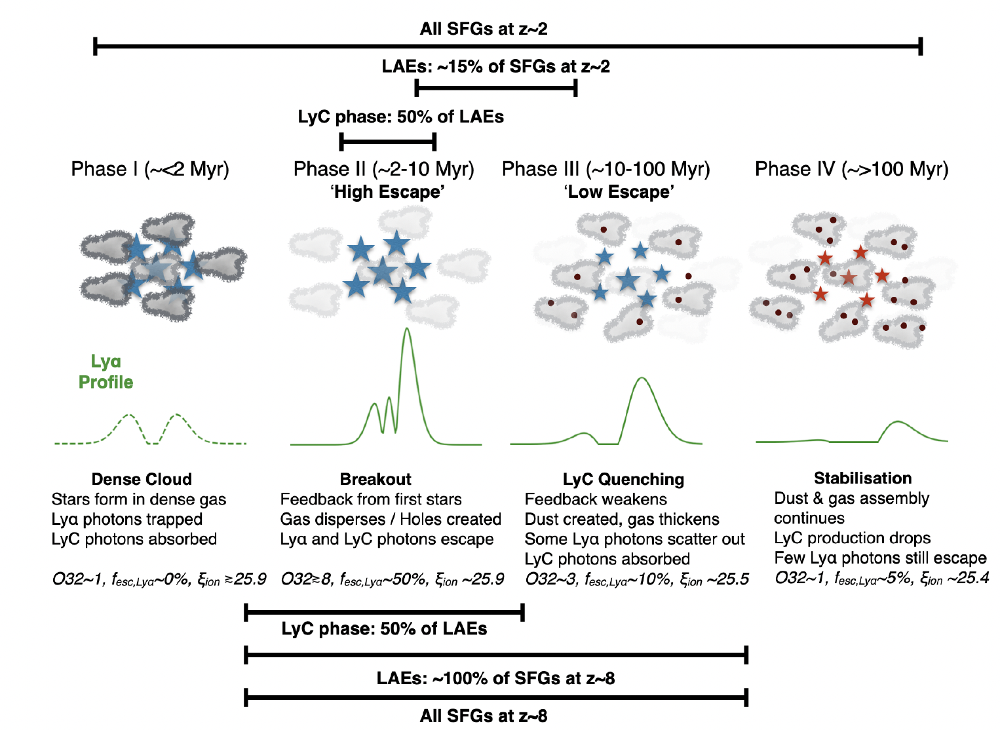 All SFGs at z~2
LAEs: ~15% of SFGs at z~2
LyC phase: 50% of LAEs
Phase I (~<2 Myr)
Phase II (~2-10 Myr)
‘High Escape’
Phase III (~10-100 Myr)
‘Low Escape’
Phase IV (~>100 Myr)
Lyα
Profile
Dense Cloud
Stars form in dense gas
Lyα photons trapped
LyC photons absorbed
O32~1, fesc,Lyα~0%, ξion ≳25.9
Breakout
Feedback from first stars
Gas disperses / Holes created
Lyα and LyC photons escape
O32≳8, fesc,Lyα~50%, ξion ~25.9
LyC Quenching
Feedback weakens
Dust created, gas thickens
Some Lyα photons scatter out
LyC photons absorbed
O32~3, fesc,Lyα~10%, ξion ~25.5
Stabilisation
Dust & gas assembly
continues
LyC production drops
Few Lyα photons still escape
O32~1, fesc,Lyα~5%, ξion ~25.4
LyC phase: 50% of LAEs
LAEs: ~100% of SFGs at z~8
All SFGs at z~8